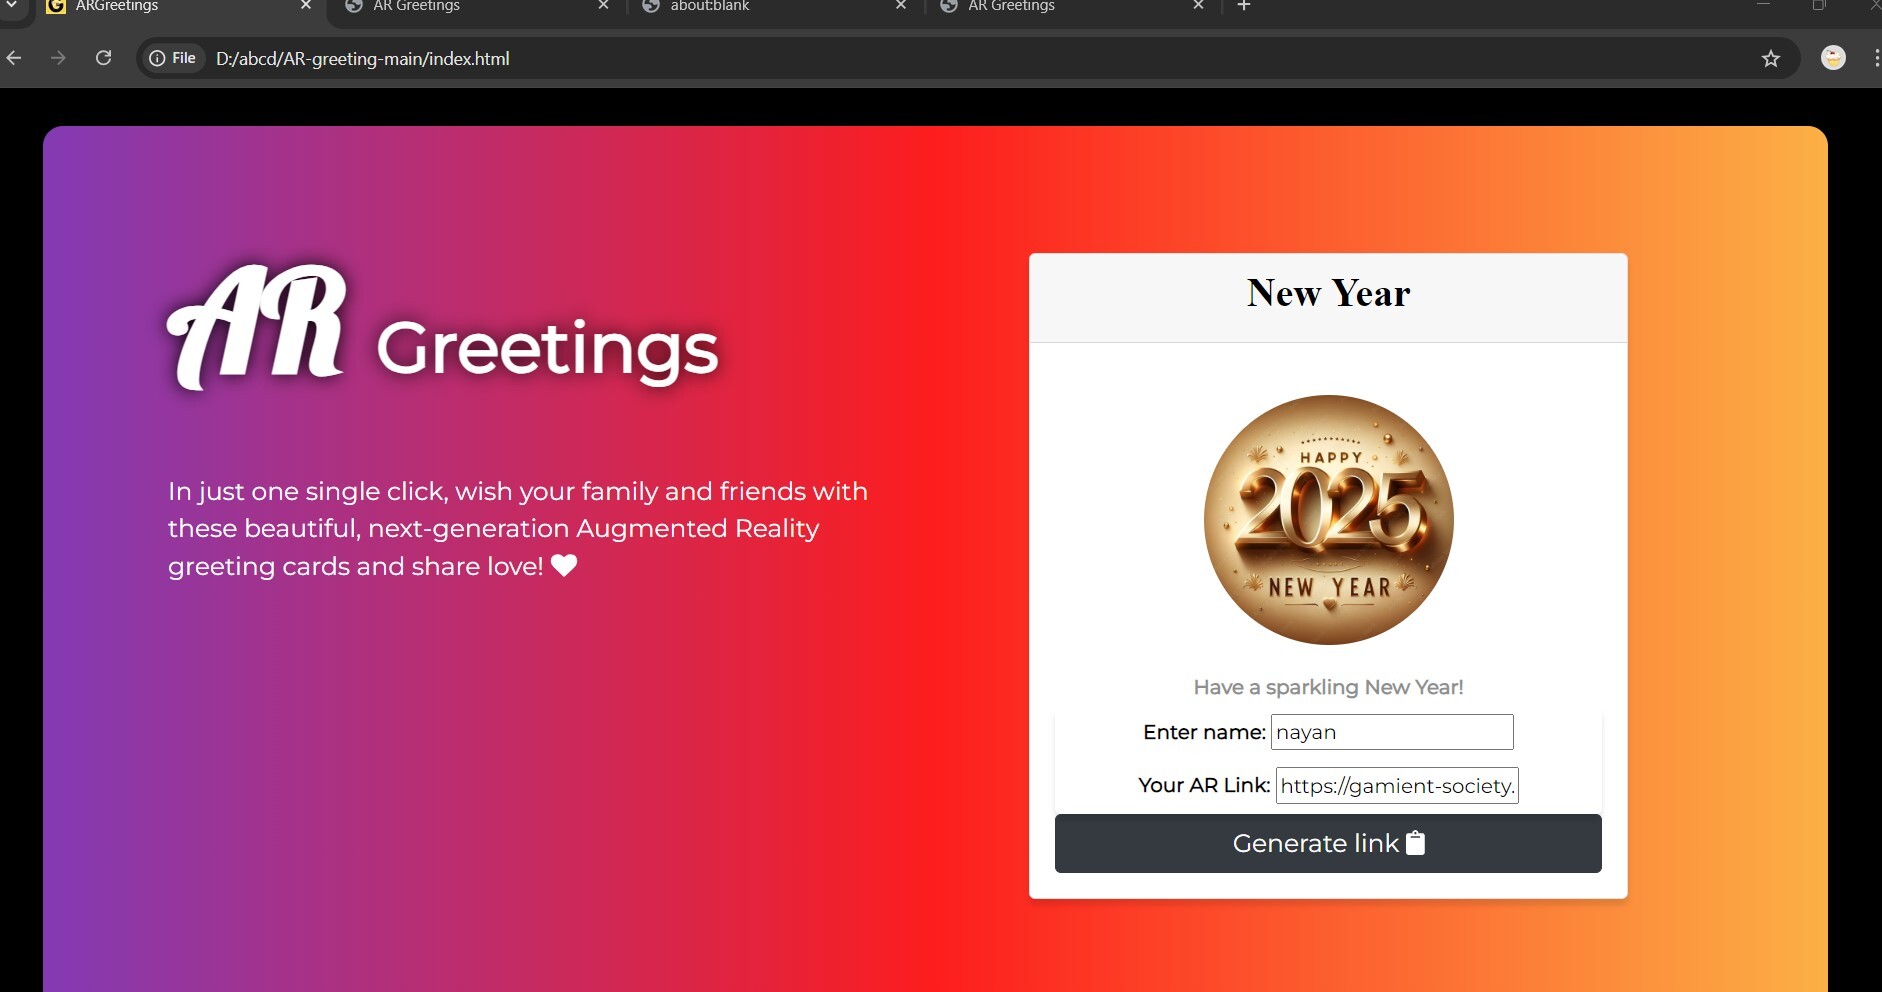 ARGreetings
AR Greetings
about:blank
AR Greetings
File
D:/abcd/AR-greeting-main/index.html
AR Greetings
In just one single click, wish your family and friends with
these beautiful, next-generation Augmented Reality
greeting cards and share love!
New Year
HAPPY
2025
NEW YEAR
Have a sparkling New Year!
Enter name: nayan
Your AR Link: https://gamient-society.
Generate link